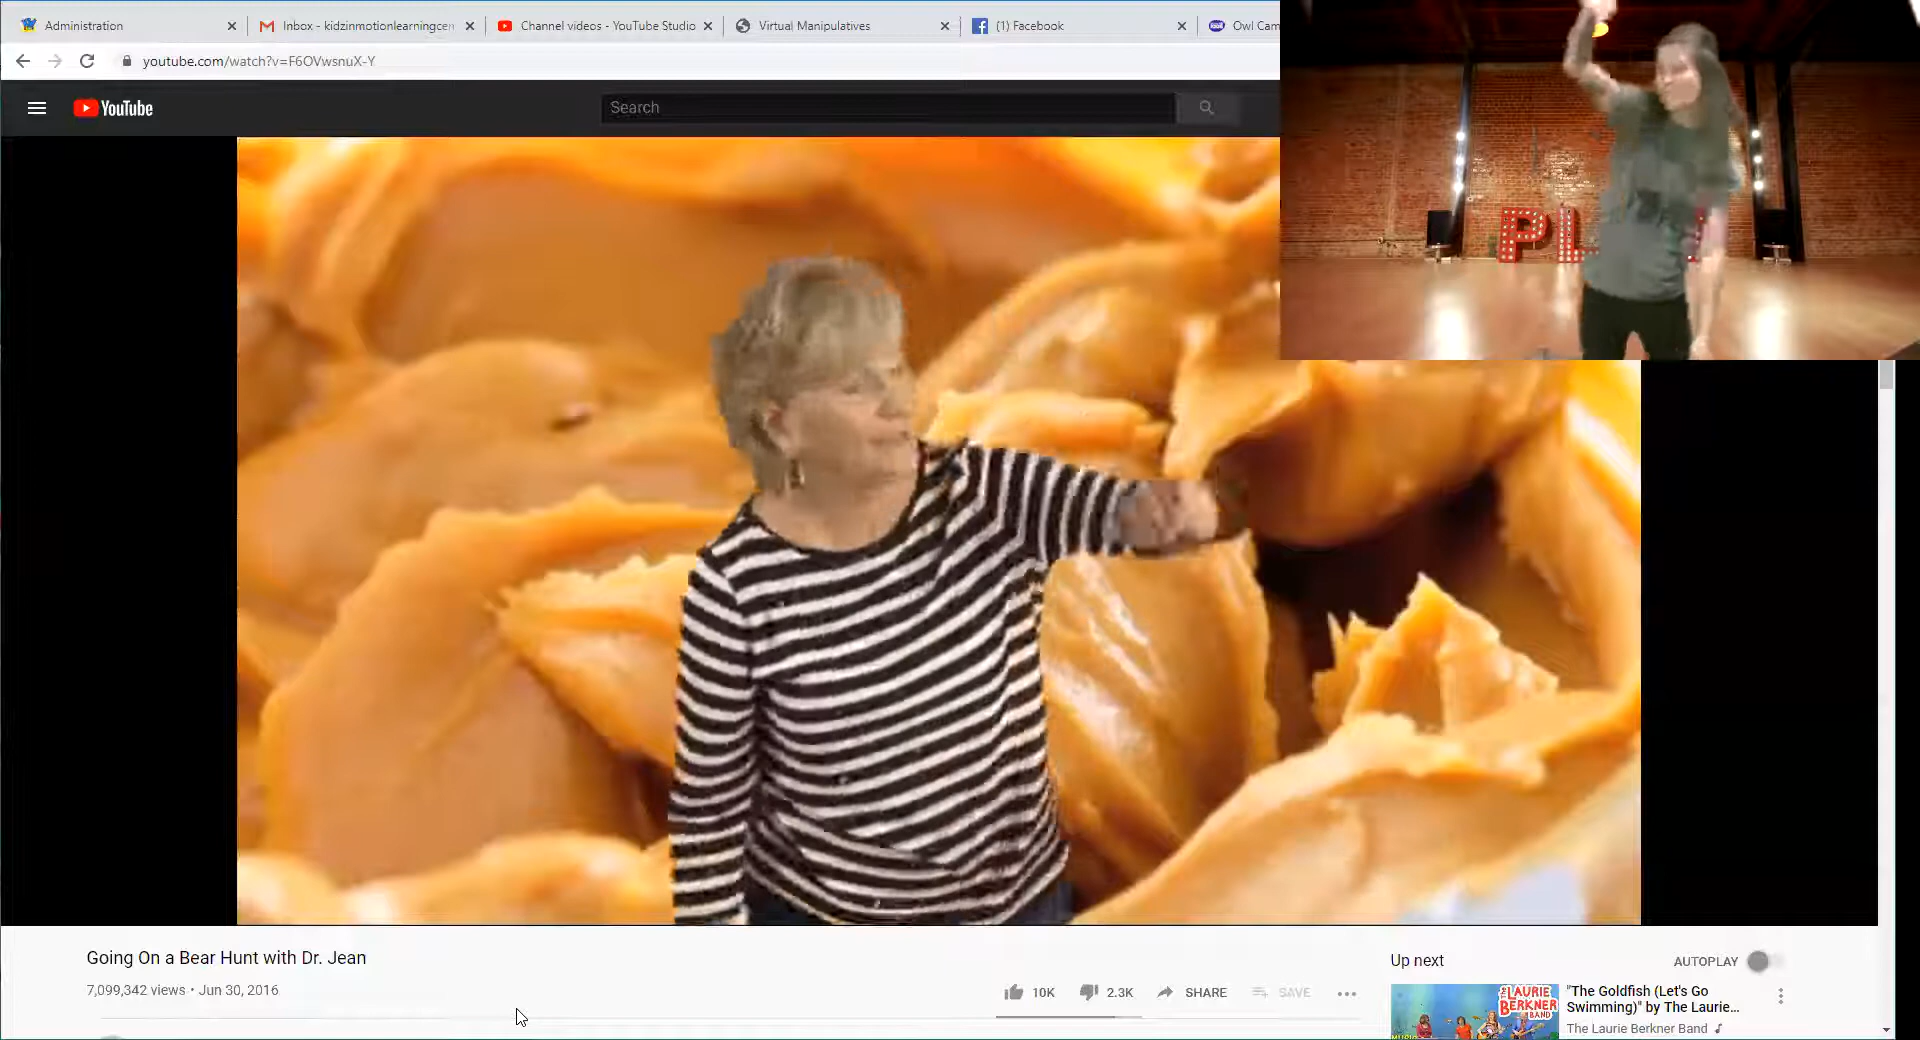 Administration
Inbox - kidzinmotionlearningcen
Channel videos - YouTube Studio
Virtual Manipulatives
(1) Facebook
Owl Cam
youtube.com/watch?v=F6OVwsnuX-Y
YouTube
Search
PL
Going On a Bear Hunt with Dr. Jean
7,099,342 views • Jun 30, 2016
10K
2.3K
SHARE
SAVE
Up next
AUTOPLAY
THE LAURIE
BERKNER
BAND
"The Goldfish (Let's Go
Swimming)" by The Laurie...
The Laurie Berkner Band